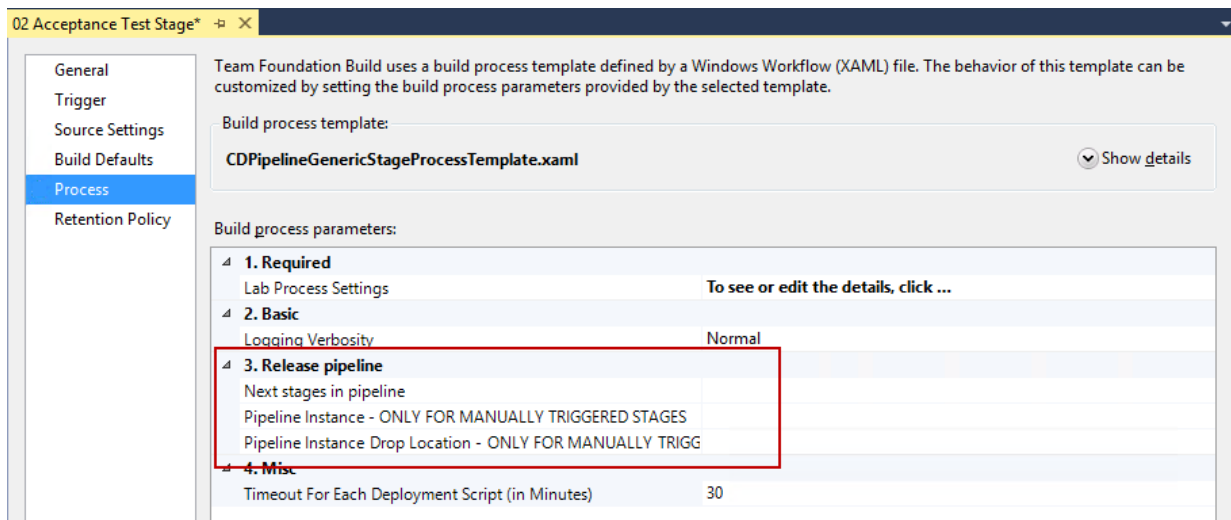 02 Acceptance Test Stage*
General
Trigger
Source Settings
Build Defaults
Process
Retention Policy
Team Foundation Build uses a build process template defined by a Windows Workflow (XAML) file. The behavior of this template can be
customized by setting the build process parameters provided by the selected template.
Build process template:
CDPipelineGenericStageProcessTemplate.xaml
Show details
Build process parameters:
1. Required
Lab Process Settings To see or edit the details, click ...
2. Basic
Logging Verbosity Normal
3. Release pipeline
Next stages in pipeline
Pipeline Instance - ONLY FOR MANUALLY TRIGGERED STAGES
Pipeline Instance Drop Location - ONLY FOR MANUALLY TRIGG
4. Misc
Timeout For Each Deployment Script (in Minutes) 30